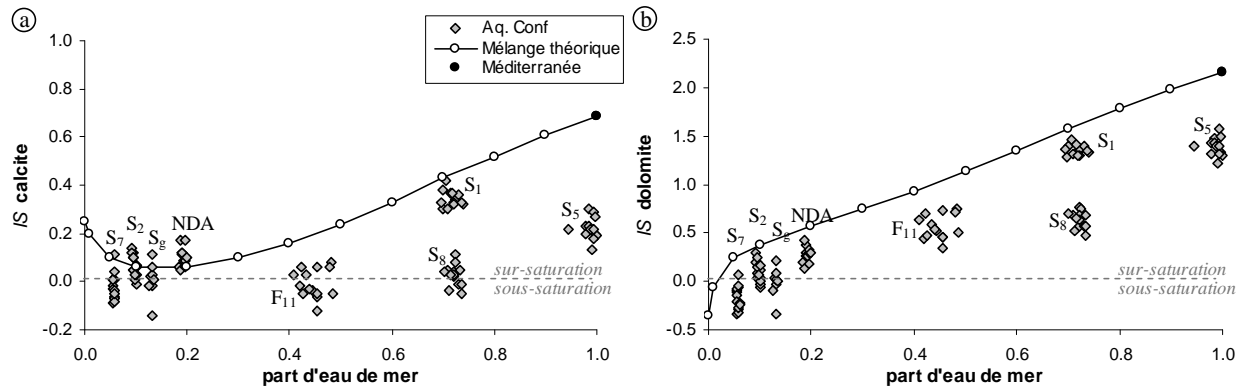 a
Aq. Conf
Mélange théorique
Méditerranée
1.0
0.8
0.6
0.4
0.2
0.0
-0.2
IS calcite
S7
S2
Sg
NDA
F11
S1
S8
S5
sur-saturation
sous-saturation
0.0 0.2 0.4 0.6 0.8 1.0
part d'eau de mer
b
2.5
2.0
1.5
1.0
0.5
0.0
-0.5
IS dolomite
S7
S2
Sg
NDA
F11
S1
S8
S5
sur-saturation
sous-saturation
0.0 0.2 0.4 0.6 0.8 1.0
part d'eau de mer